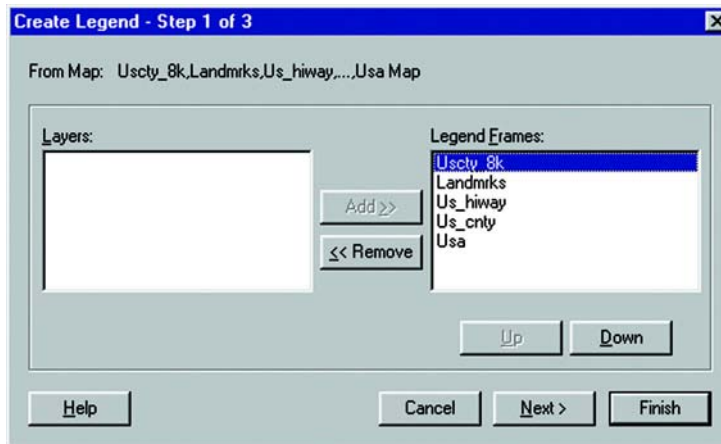 Create Legend - Step 1 of 3
From Map: Uscty_8k,Landmrks,Us_hiway,...,Usa Map
Layers:
Legend Frames:
Uscty_8k
Landmrks
Us_hiway
Us_cnty
Usa
Add >>
<< Remove
Up
Down
Help
Cancel
Next >
Finish